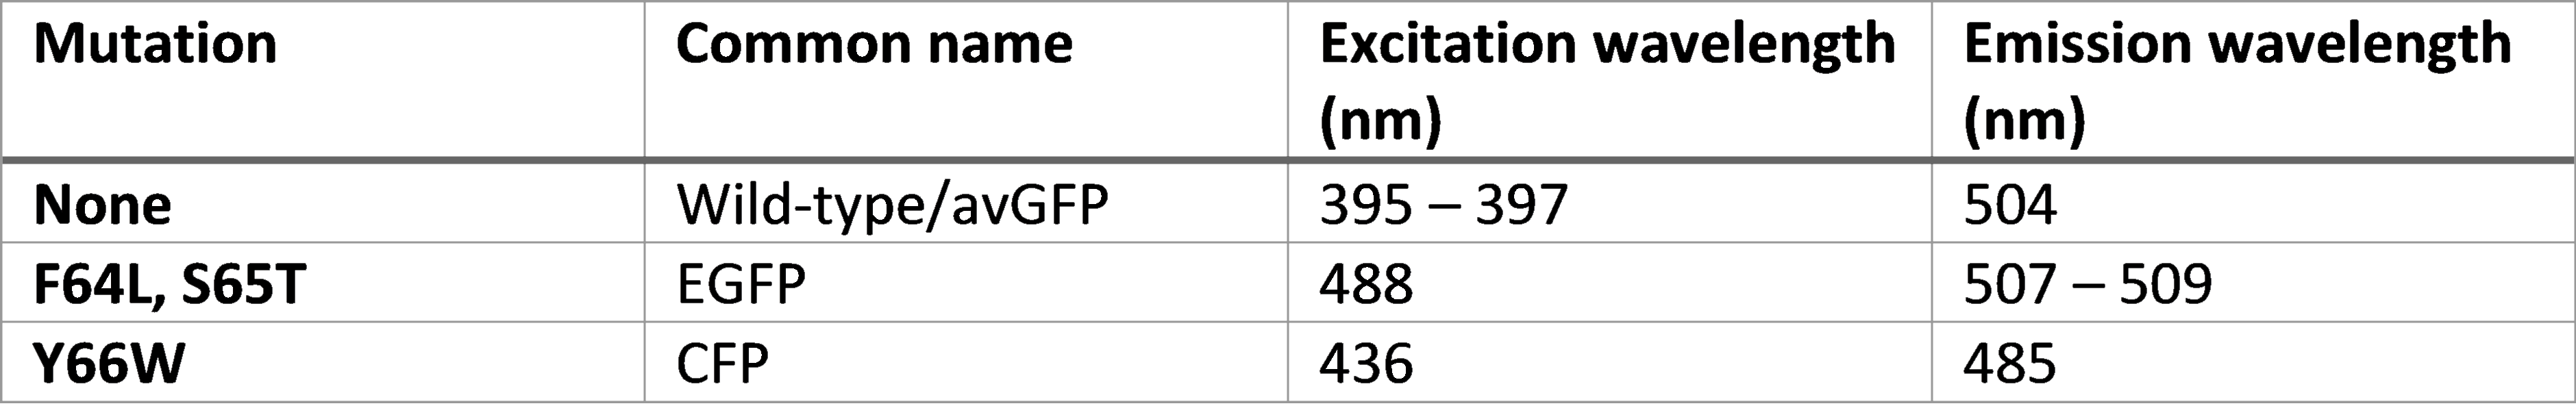 Mutation Common name Excitation wavelength (nm) Emission wavelength (nm)
None Wild-type/avGFP 395 – 397 504
F64L, S65T EGFP 488 507 – 509
Y66W CFP 436 485